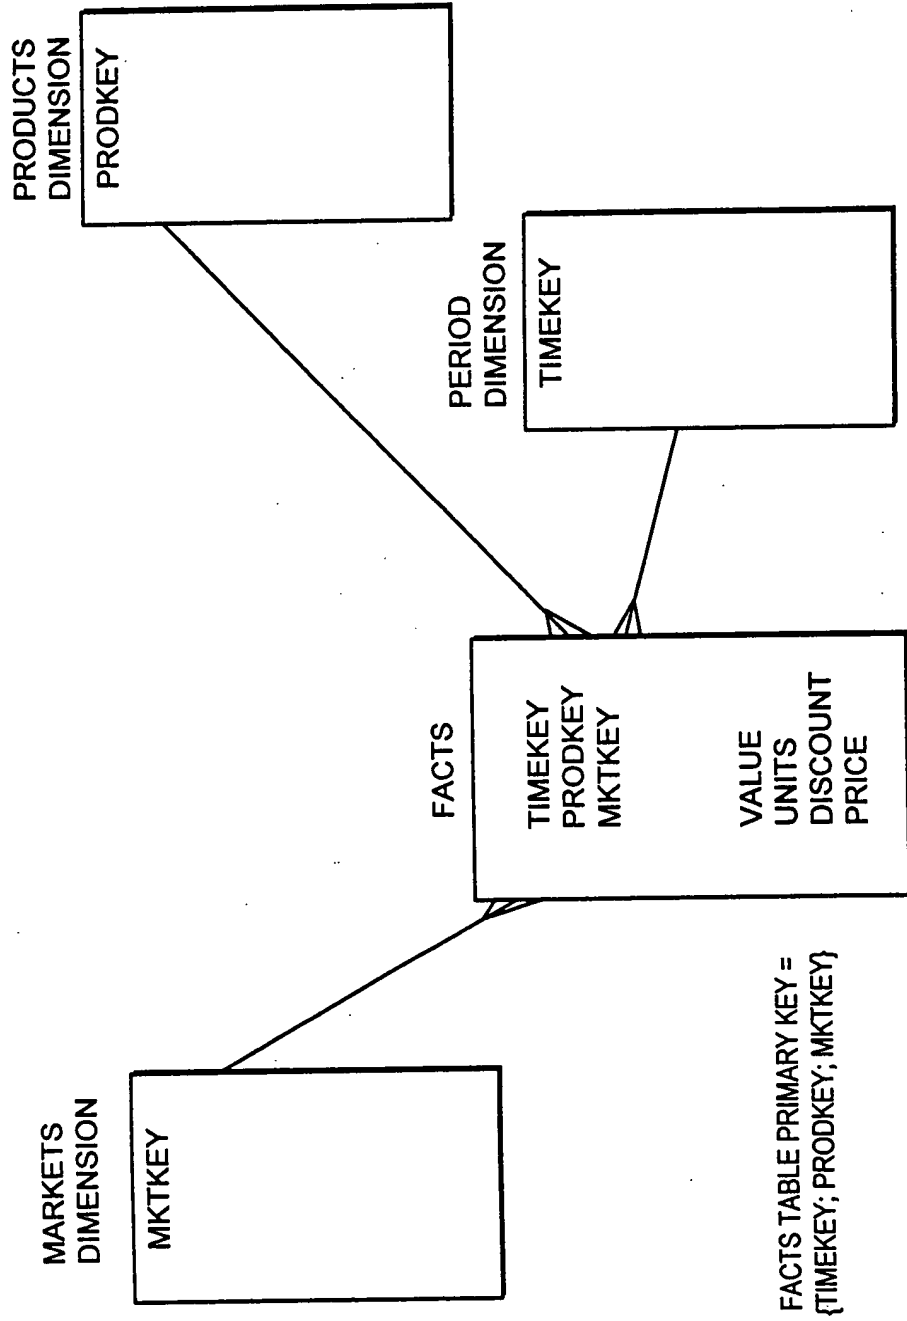 MARKETS
DIMENSION
MKTKEY
FACTS
TIMEKEY
PRODKEY
MKTKEY
VALUE
UNITS
DISCOUNT
PRICE
PRODUCTS
DIMENSION
PRODKEY
PERIOD
DIMENSION
TIMEKEY
FACTS TABLE PRIMARY KEY =
{TIMEKEY; PRODKEY; MKTKEY}